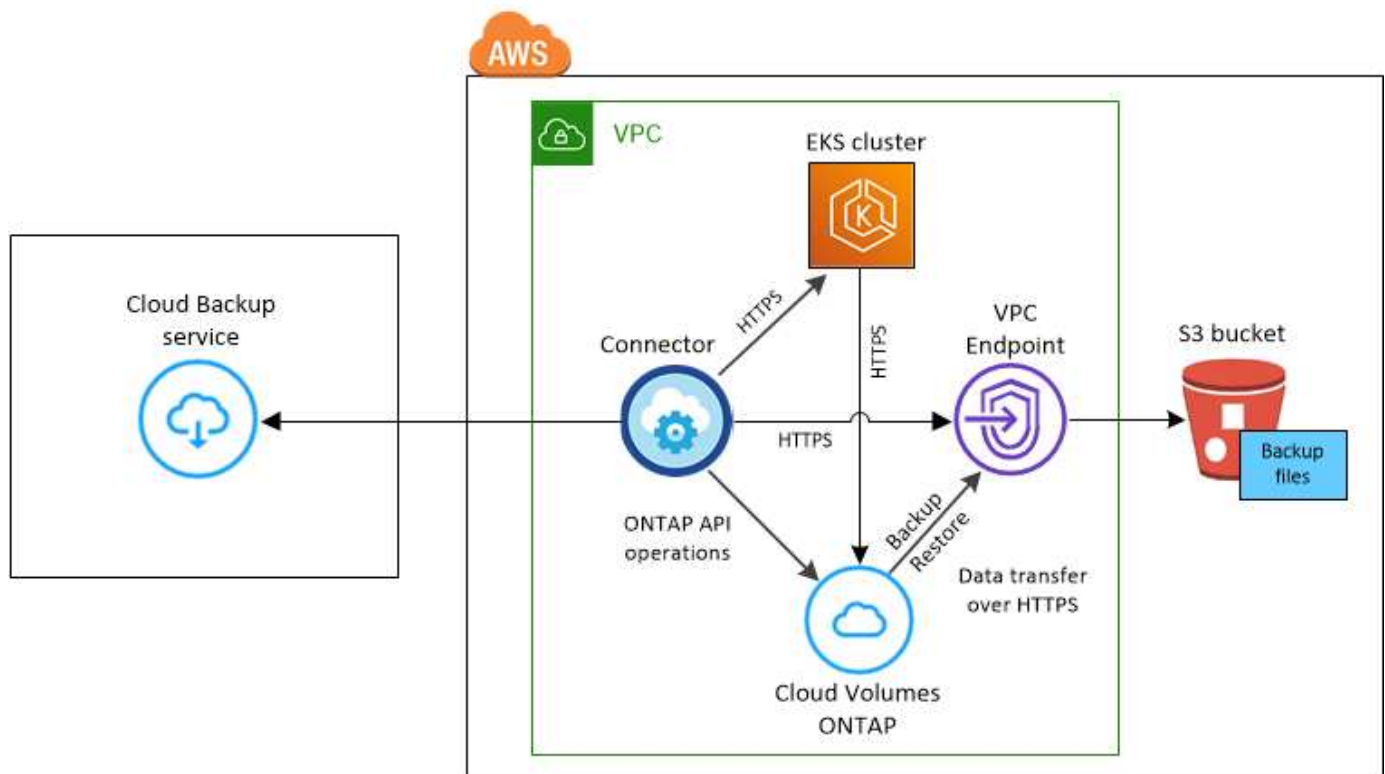 AWS
VPC
EKS cluster
Cloud Backup
service
Connector
HTTPS
HTTPS
VPC
Endpoint
S3 bucket
HTTPS
Backup
files
ONTAP API
operations
Backup
Restore
Data transfer
over HTTPS
Cloud Volumes
ONTAP
K